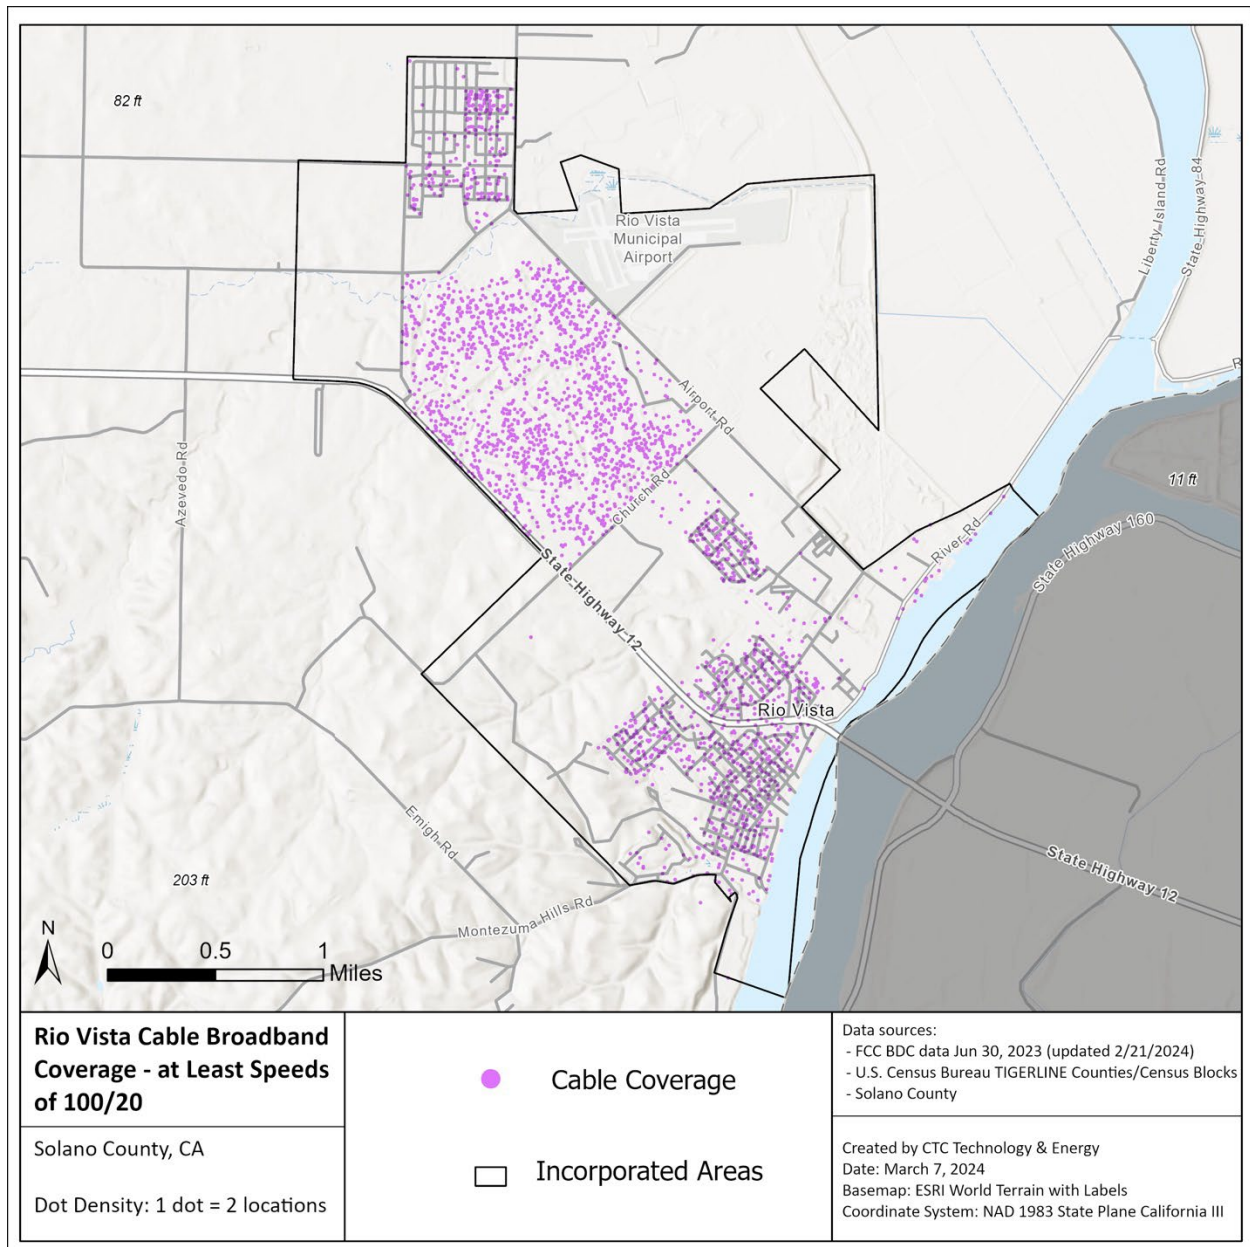 82 ft
Rio Vista
Municipal
Airport
Liberty Island Rd
State Highway 84
Airport Rd
Azevedo Rd
Church Rd
11 ft
State Highway 160
River Rd
State Highway 12
Rio Vista
Emigh Rd
State Highway 12
203 ft
Montezuma Hills Rd
N
0 0.5 1
Miles
Rio Vista Cable Broadband
Coverage - at Least Speeds
of 100/20
Solano County, CA
Dot Density: 1 dot = 2 locations
Cable Coverage
Incorporated Areas
Data sources:
- FCC BDC data Jun 30, 2023 (updated 2/21/2024)
- U.S. Census Bureau TIGERLINE Counties/Census Blocks
- Solano County
Created by CTC Technology & Energy
Date: March 7, 2024
Basemap: ESRI World Terrain with Labels
Coordinate System: NAD 1983 State Plane California III